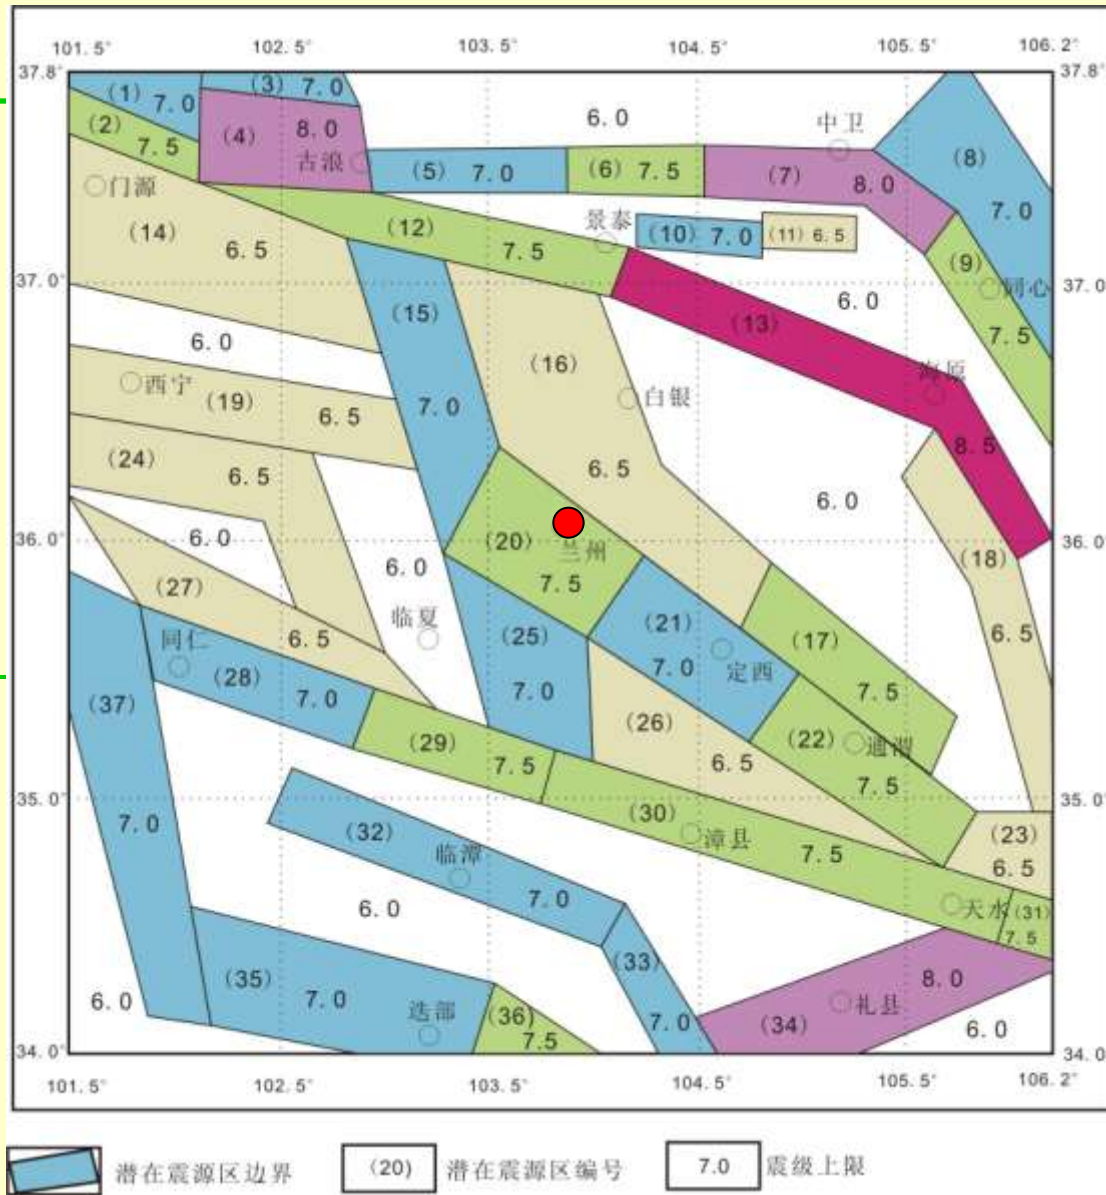 101.5° 102.5° 103.5° 104.5° 105.5° 106.2°
37.8° 37.8°
(1) 7.0 (3) 7.0
(2) 7.5 (4) 8.0 6.0 中卫
古浪 (5) 7.0 (6) 7.5 (7) 8.0 (8) 7.0
门源
(14) 6.5 (12) 7.5 景泰 (10) 7.0 (11) 6.5 (9) 7.5 同心
37.0° 37.0°
6.0 (15) 7.0 (13) 8.5 6.0
(16) 6.5 海原
西宁 (19) 6.5 白银
(24) 6.5 6.0
36.0° 36.0°
6.0 6.0 (20) 7.5 兰州 (18) 6.5
(27) 6.5 临夏 (25) 7.0 (21) 7.0 定西 (17) 7.5
同仁 (28) 7.0
(37) 7.0 (29) 7.5 (26) 6.5 (22) 7.5 通渭
35.0° 35.0°
(32) 7.0 (30) 7.5 漳县 (23) 6.5
临潭
6.0 天水 (31) 7.5
(35) 7.0 (33) 7.0 8.0
6.0 迭部 (36) 7.5 (34) 礼县 6.0
34.0° 34.0°
101.5° 102.5° 103.5° 104.5° 105.5° 106.2°
潜在震源区边界 (20) 潜在震源区编号 7.0 震级上限